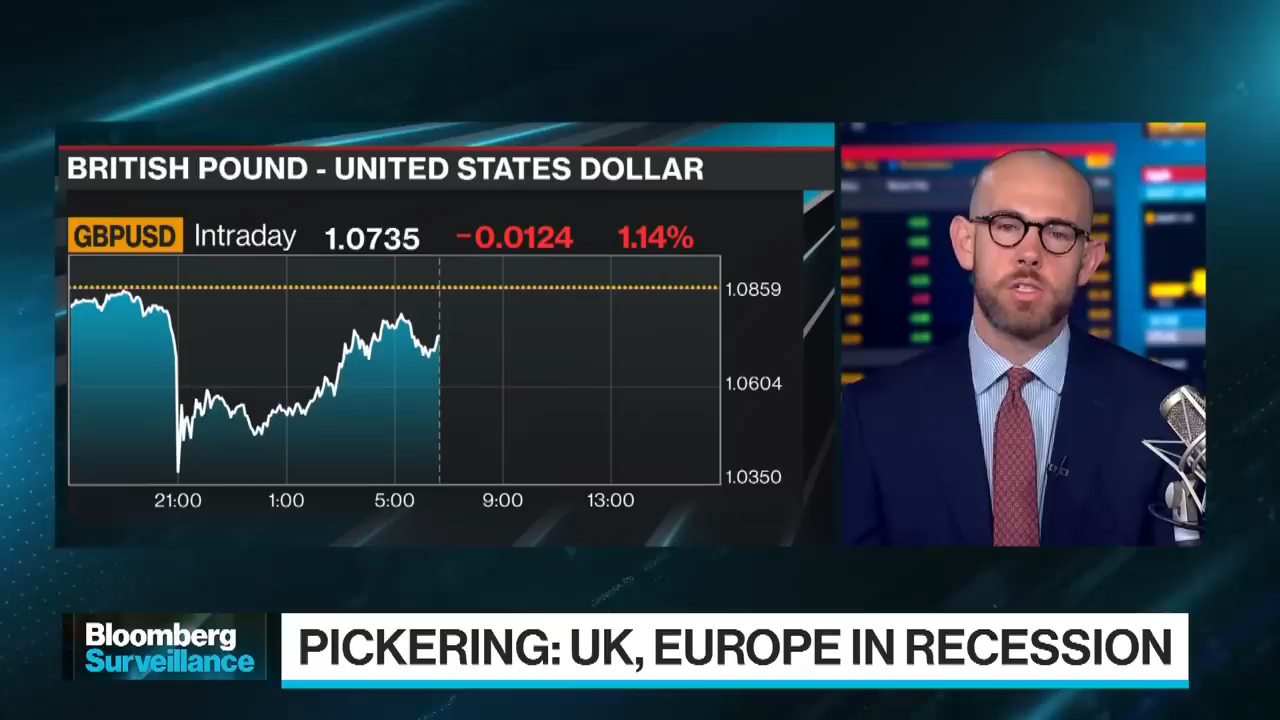 BRITISH POUND - UNITED STATES DOLLAR
GBPUSD Intraday 1.0735 -0.0124 1.14%
1.0859
1.0604
1.0350
21:00 1:00 5:00 9:00 13:00
Bloomberg
Surveillance
PICKERING: UK, EUROPE IN RECESSION